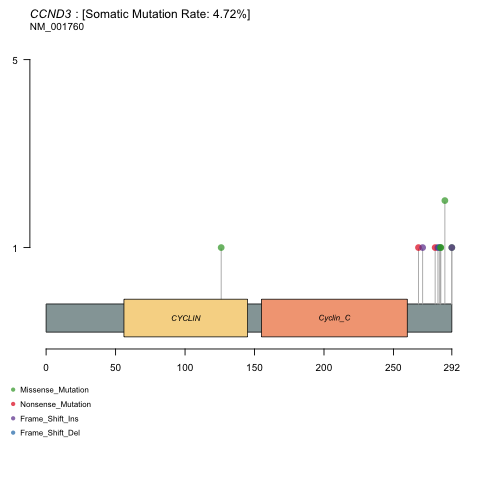 CCND3 : [Somatic Mutation Rate: 4.72%]
NM_001760
5
1
CYCLIN
Cyclin_C
0 50 100 150 200 250 292
Missense_Mutation
Nonsense_Mutation
Frame_Shift_Ins
Frame_Shift_Del